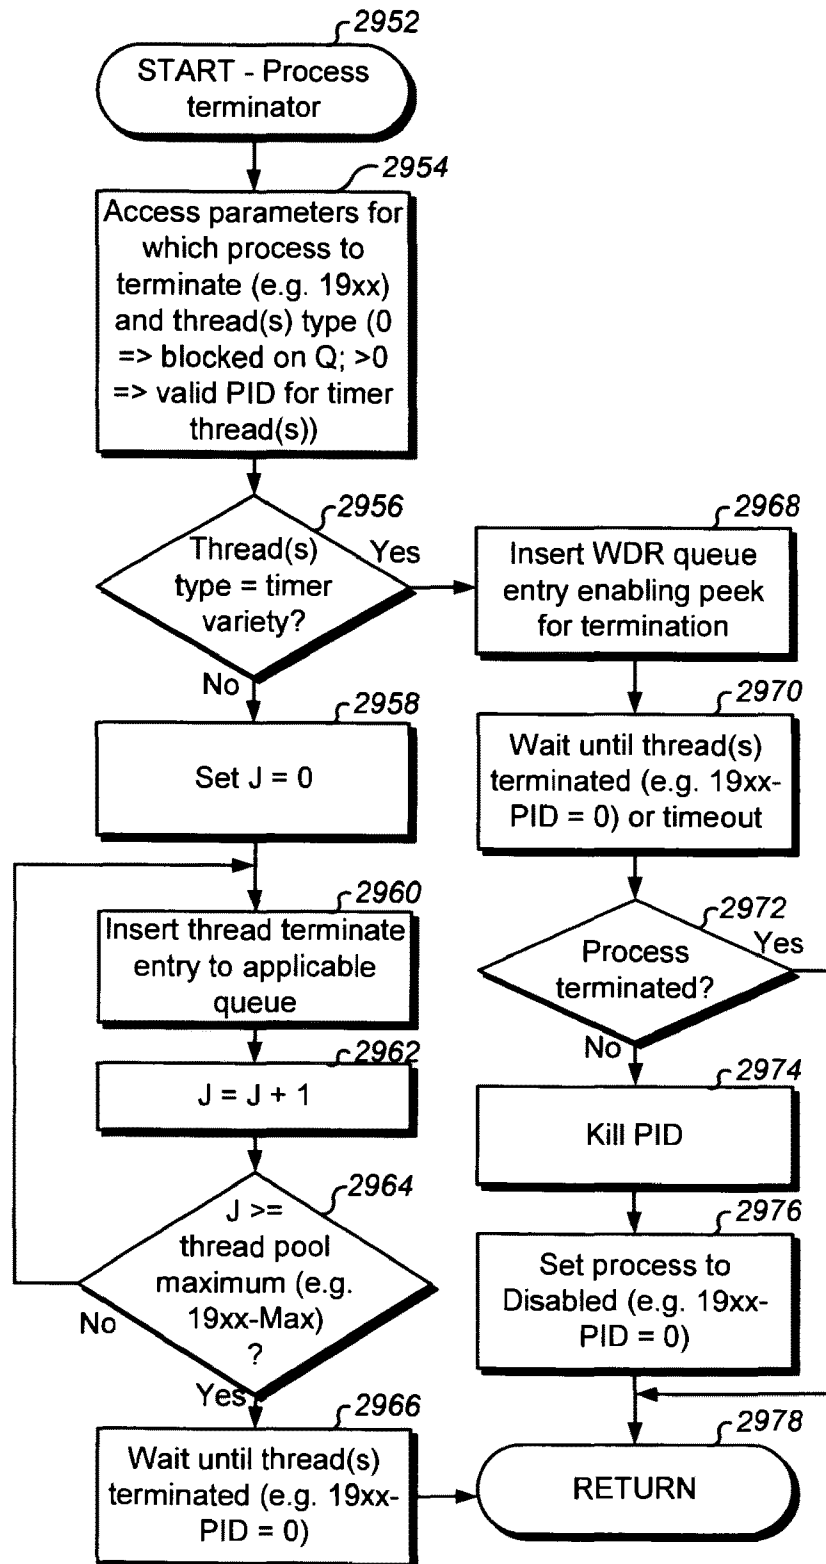 2952
START - Process
terminator
2954
Access parameters for
which process to
terminate (e.g. 19xx)
and thread(s) type (0
=> blocked on Q; >0
=> valid PID for timer
thread(s))
2956
Thread(s)
type = timer
variety?
Yes
No
2958
Set J = 0
2960
Insert thread terminate
entry to applicable
queue
2962
J = J + 1
2964
J >=
thread pool
maximum (e.g.
19xx-Max)
?
No
Yes
2966
Wait until thread(s)
terminated (e.g. 19xx-
PID = 0)
2968
Insert WDR queue
entry enabling peek
for termination
2970
Wait until thread(s)
terminated (e.g. 19xx-
PID = 0) or timeout
2972
Process
terminated?
Yes
No
2974
Kill PID
2976
Set process to
Disabled (e.g. 19xx-
PID = 0)
2978
RETURN